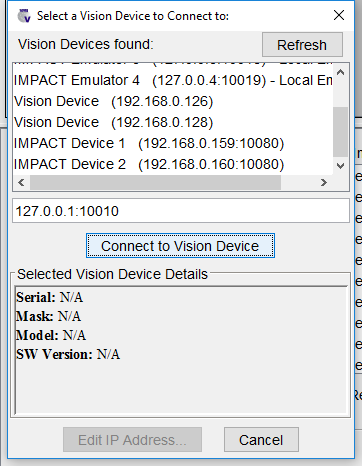 Select a Vision Device to Connect to:
Vision Devices found:
Refresh
IMPACT Emulator 4 (127.0.0.4:10019) - Local Em
Vision Device (192.168.0.126)
Vision Device (192.168.0.128)
IMPACT Device 1 (192.168.0.159:10080)
IMPACT Device 2 (192.168.0.160:10080)
127.0.0.1:10010
Connect to Vision Device
Selected Vision Device Details
Serial: N/A
Mask: N/A
Model: N/A
SW Version: N/A
Edit IP Address...
Cancel